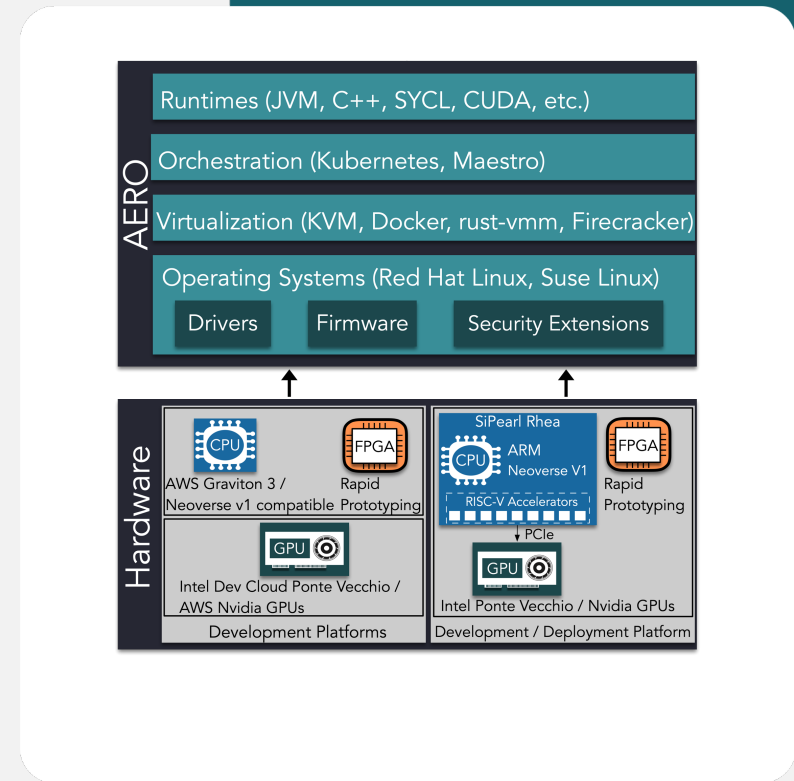 AERO
Runtimes (JVM, C++, SYCL, CUDA, etc.)
Orchestration (Kubernetes, Maestro)
Virtualization (KVM, Docker, rust-vmm, Firecracker)
Operating Systems (Red Hat Linux, Suse Linux)
Drivers
Firmware
Security Extensions
Hardware
CPU
AWS Graviton 3 /
Neoverse v1 compatible
FPGA
Rapid
Prototyping
GPU
Intel Dev Cloud Ponte Vecchio /
AWS Nvidia GPUs
Development Platforms
SiPearl Rhea
CPU
ARM
Neoverse V1
RISC-V Accelerators
FPGA
Rapid
Prototyping
PCIe
GPU
Intel Ponte Vecchio / Nvidia GPUs
Development / Deployment Platform